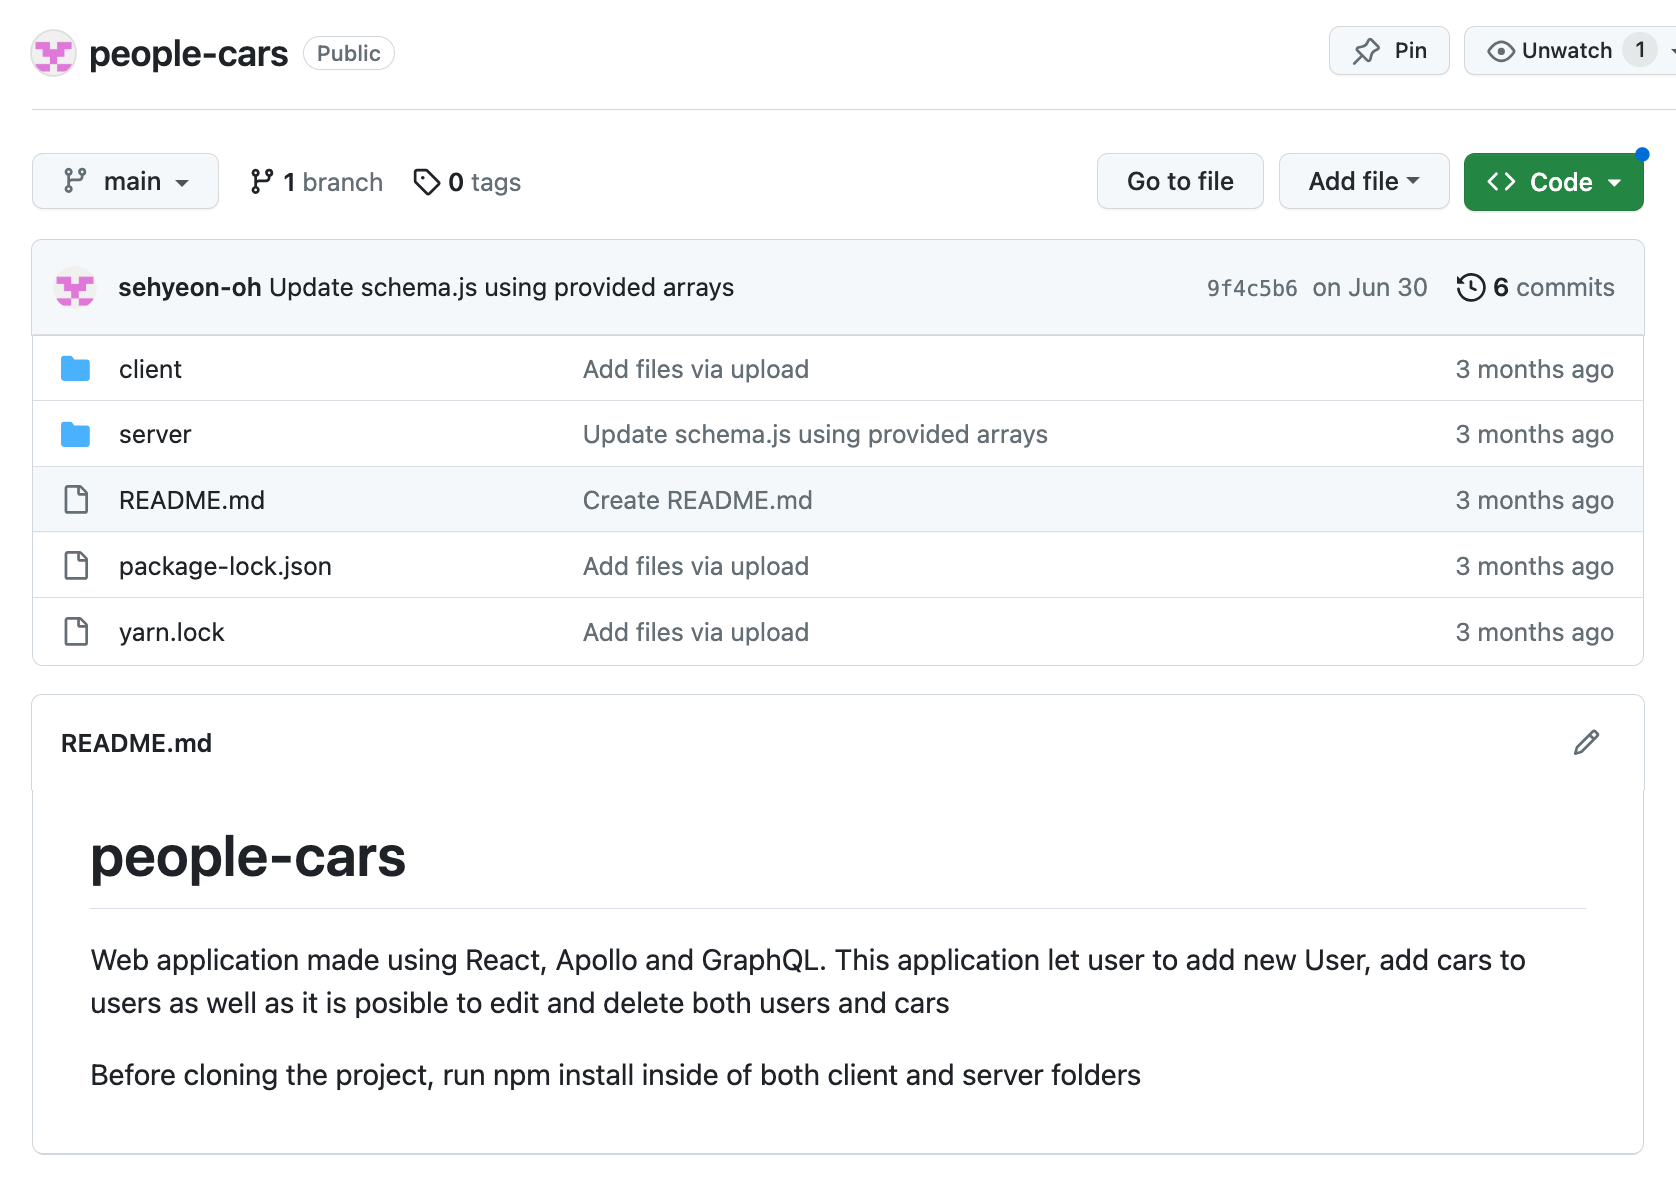 people-cars Public Pin Unwatch 1
main 1 branch 0 tags Go to file Add file Code
sehyeon-oh Update schema.js using provided arrays 9f4c5b6 on Jun 30 6 commits
client Add files via upload 3 months ago
server Update schema.js using provided arrays 3 months ago
README.md Create README.md 3 months ago
package-lock.json Add files via upload 3 months ago
yarn.lock Add files via upload 3 months ago
README.md
people-cars
Web application made using React, Apollo and GraphQL. This application let user to add new User, add cars to
users as well as it is posible to edit and delete both users and cars
Before cloning the project, run npm install inside of both client and server folders